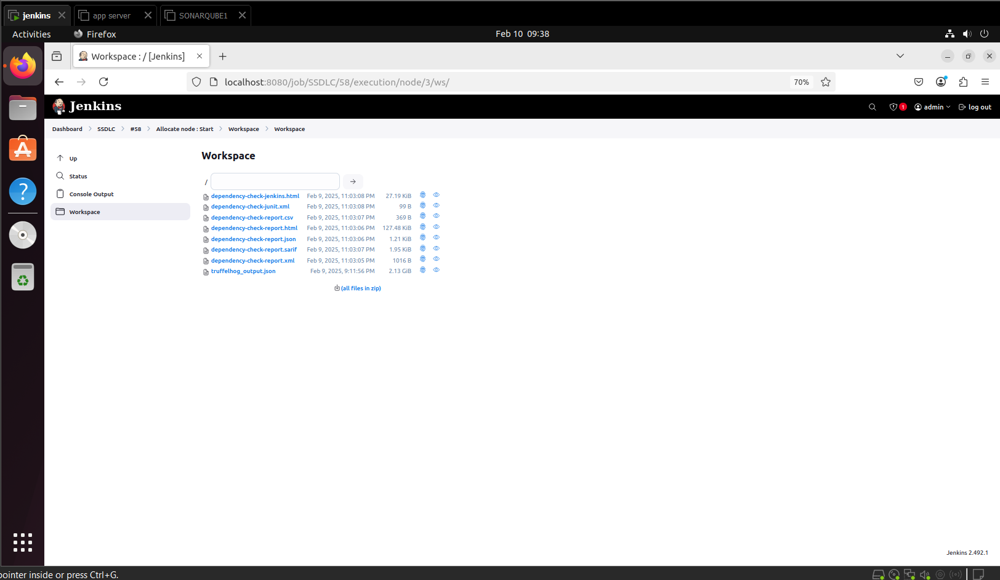 jenkins
app server
SONARQUBE1
Activities
Firefox
Feb 10 09:38
Workspace : / [Jenkins]
localhost:8080/job/SSDLC/58/execution/node/3/ws/
70%
Jenkins
1
admin
log out
Dashboard
SSDLC
#58
Allocate node : Start
Workspace
Workspace
Up
Status
Console Output
Workspace
Workspace
/
dependency-check-jenkins.html Feb 9, 2025, 11:03:08 PM 27.19 KiB
dependency-check-junit.xml Feb 9, 2025, 11:03:08 PM 99 B
dependency-check-report.csv Feb 9, 2025, 11:03:07 PM 369 B
dependency-check-report.html Feb 9, 2025, 11:03:06 PM 127.48 KiB
dependency-check-report.json Feb 9, 2025, 11:03:06 PM 1.21 KiB
dependency-check-report.sarif Feb 9, 2025, 11:03:07 PM 1.95 KiB
dependency-check-report.xml Feb 9, 2025, 11:03:05 PM 1016 B
truffelhog_output.json Feb 9, 2025, 9:11:56 PM 2.13 GiB
(all files in zip)
Jenkins 2.492.1
pointer inside or press Ctrl+G.